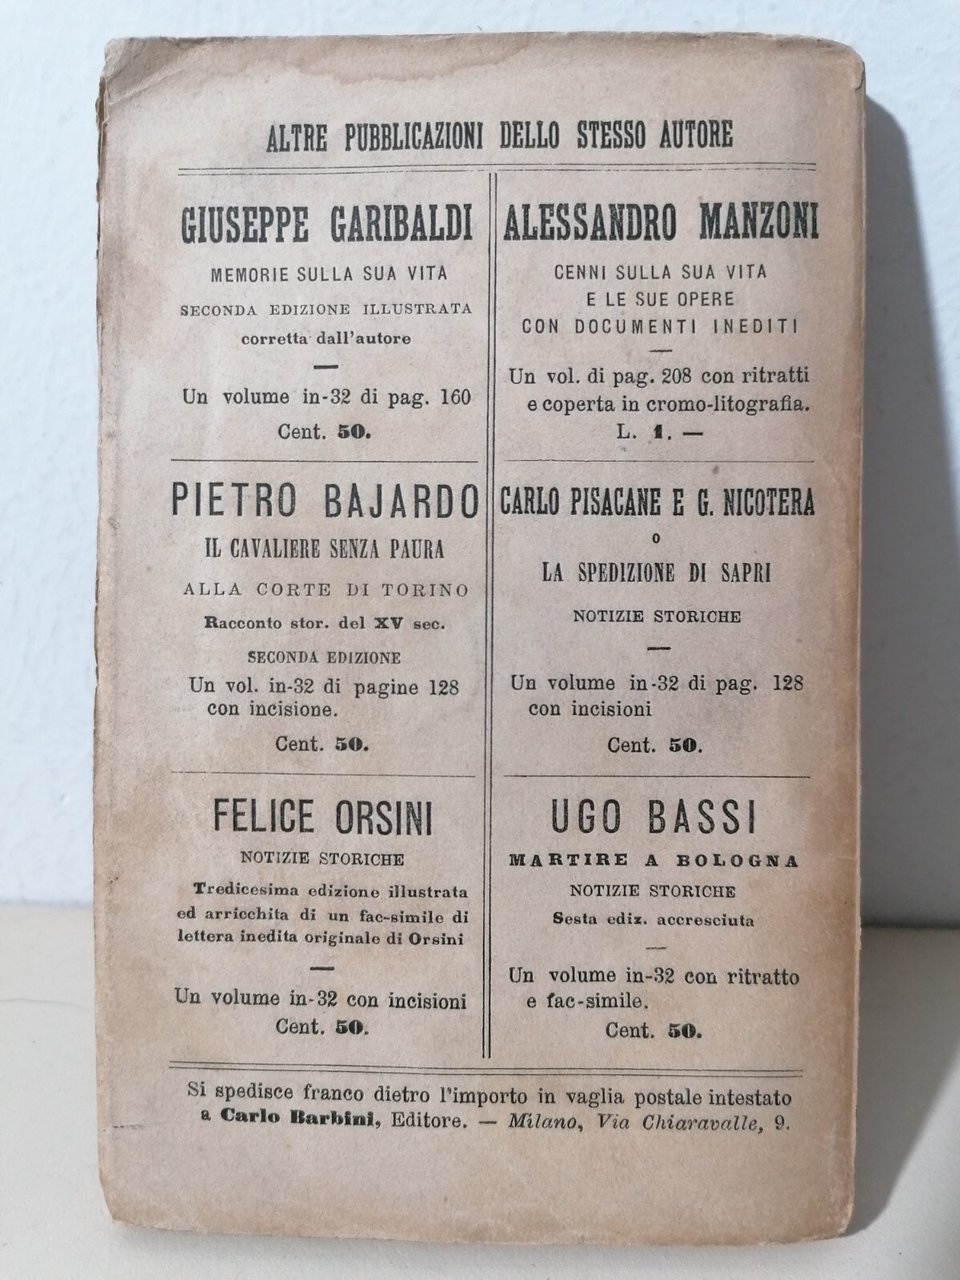 ALTRE PUBBLICAZIONI DELLO STESSO AUTORE
GIUSEPPE GARIBALDI
MEMORIE SULLA SUA VITA
SECONDA EDIZIONE ILLUSTRATA
corretta dall'autore
Un volume in-32 di pag. 160
Cent. 50.
PIETRO BAJARDO
IL CAVALIERE SENZA PAURA
ALLA CORTE DI TORINO
Racconto stor. del XV sec.
SECONDA EDIZIONE
Un vol. in-32 di pagine 128
con incisione.
Cent. 50.
FELICE ORSINI
NOTIZIE STORICHE
Tredicesima edizione illustrata
ed arricchita di un fac-simile di
lettera inedita originale di Orsini
Un volume in-32 con incisioni
Cent. 50.
ALESSANDRO MANZONI
CENNI SULLA SUA VITA
E LE SUE OPERE
CON DOCUMENTI INEDITI
Un vol. di pag. 208 con ritratti
e coperta in cromo-litografia.
L. 1. —
CARLO PISACANE E G. NICOTERA
O
LA SPEDIZIONE DI SAPRI
NOTIZIE STORICHE
Un volume in-32 di pag. 128
con incisioni
Cent. 50.
UGO BASSI
MARTIRE A BOLOGNA
NOTIZIE STORICHE
Sesta ediz. accresciuta
Un volume in-32 con ritratto
e fac-simile.
Cent. 50.
Si spedisce franco dietro l'importo in vaglia postale intestato
a Carlo Barbini, Editore. — Milano, Via Chiaravalle, 9.